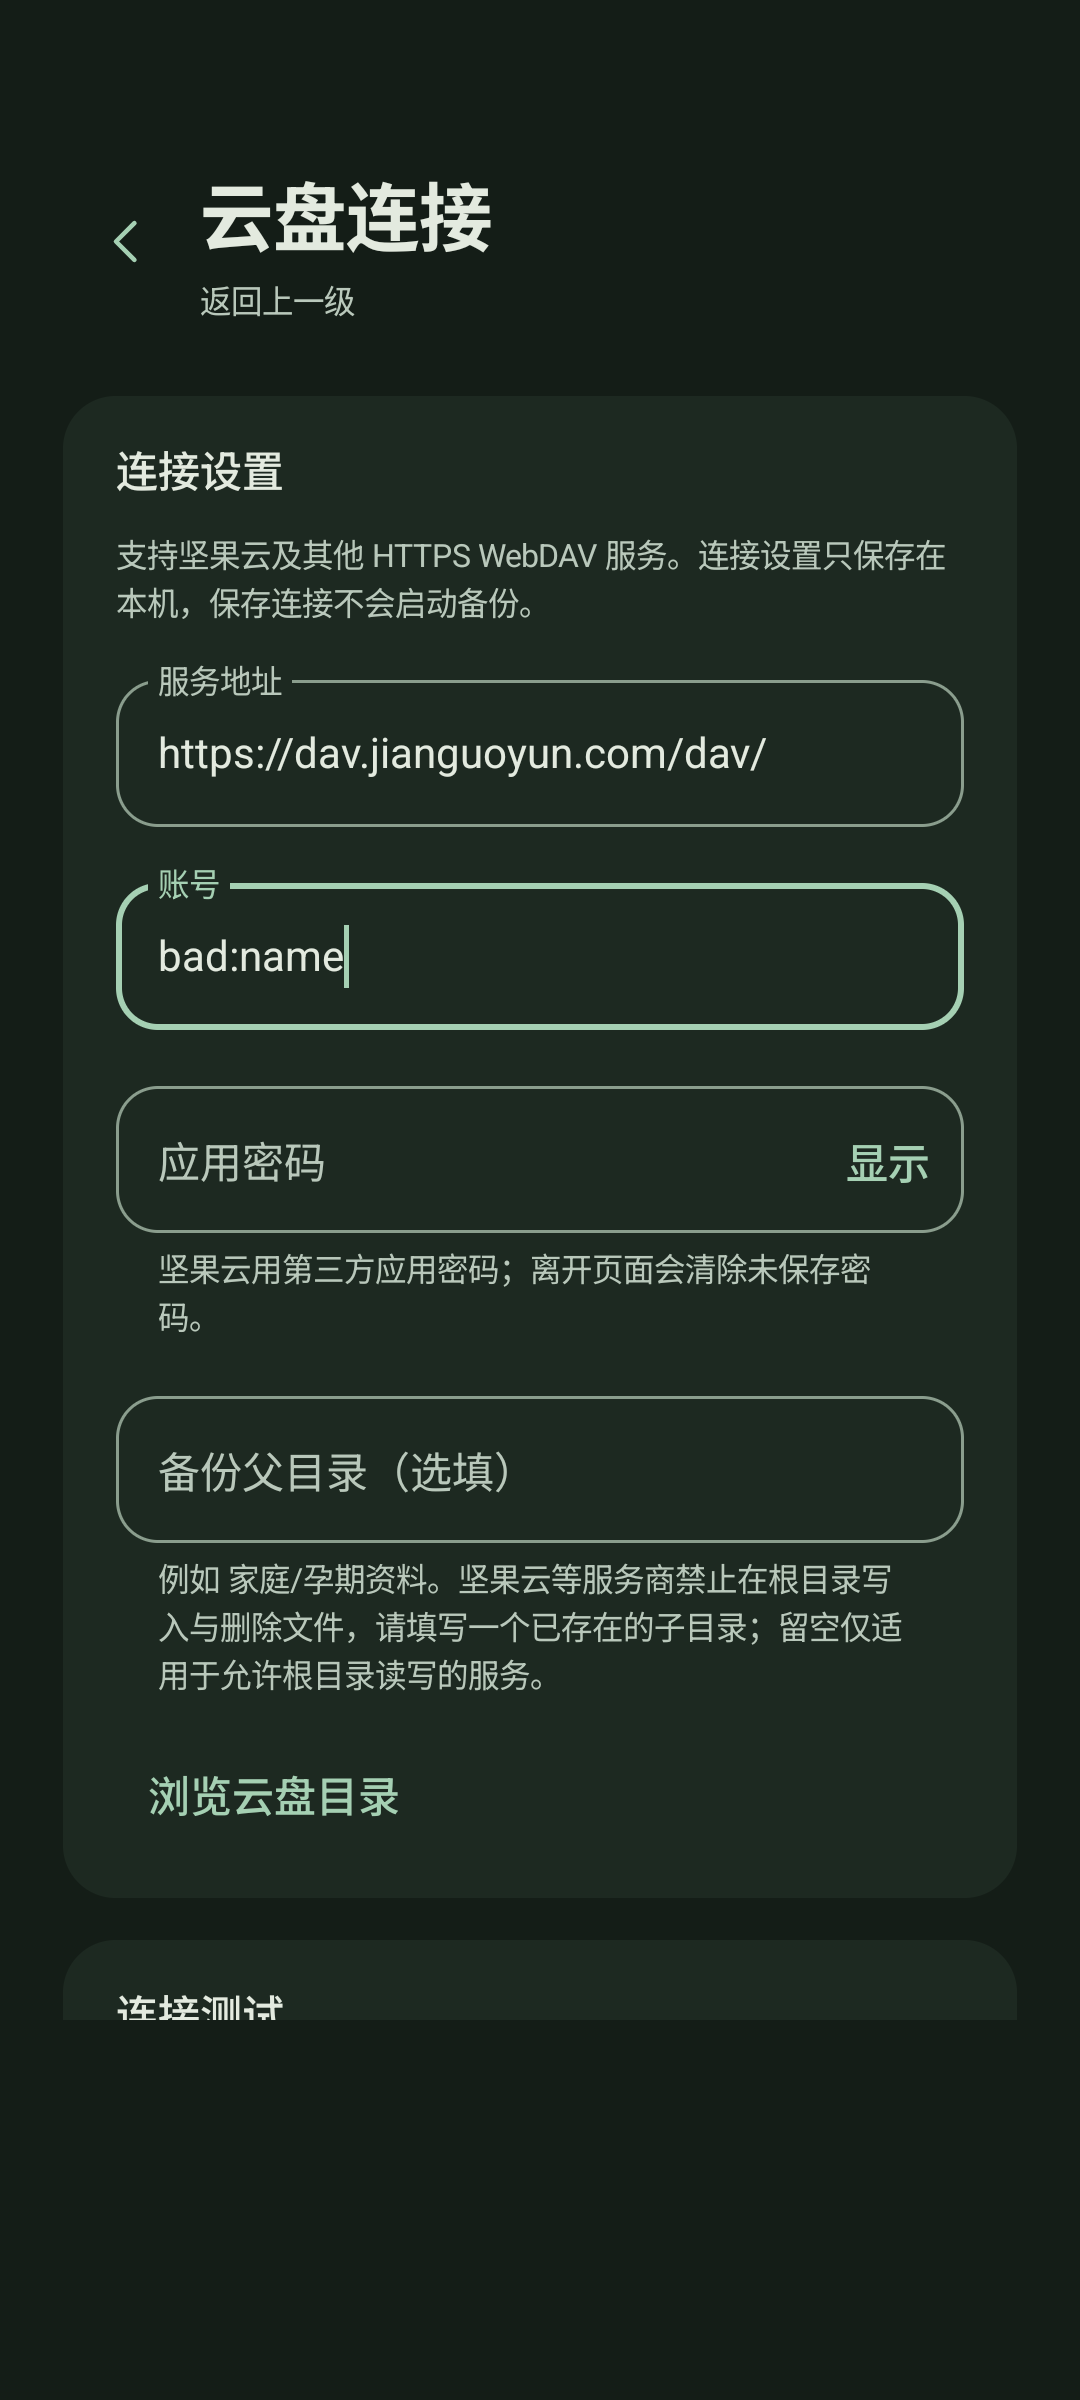 云盘连接
返回上一级
连接设置
支持坚果云及其他 HTTPS WebDAV 服务。连接设置只保存在
本机，保存连接不会启动备份。
服务地址
https://dav.jianguoyun.com/dav/
账号
bad:name
应用密码
显示
坚果云用第三方应用密码；离开页面会清除未保存密
码。
备份父目录（选填）
例如 家庭/孕期资料。坚果云等服务商禁止在根目录写
入与删除文件，请填写一个已存在的子目录；留空仅适
用于允许根目录读写的服务。
浏览云盘目录
连接测试